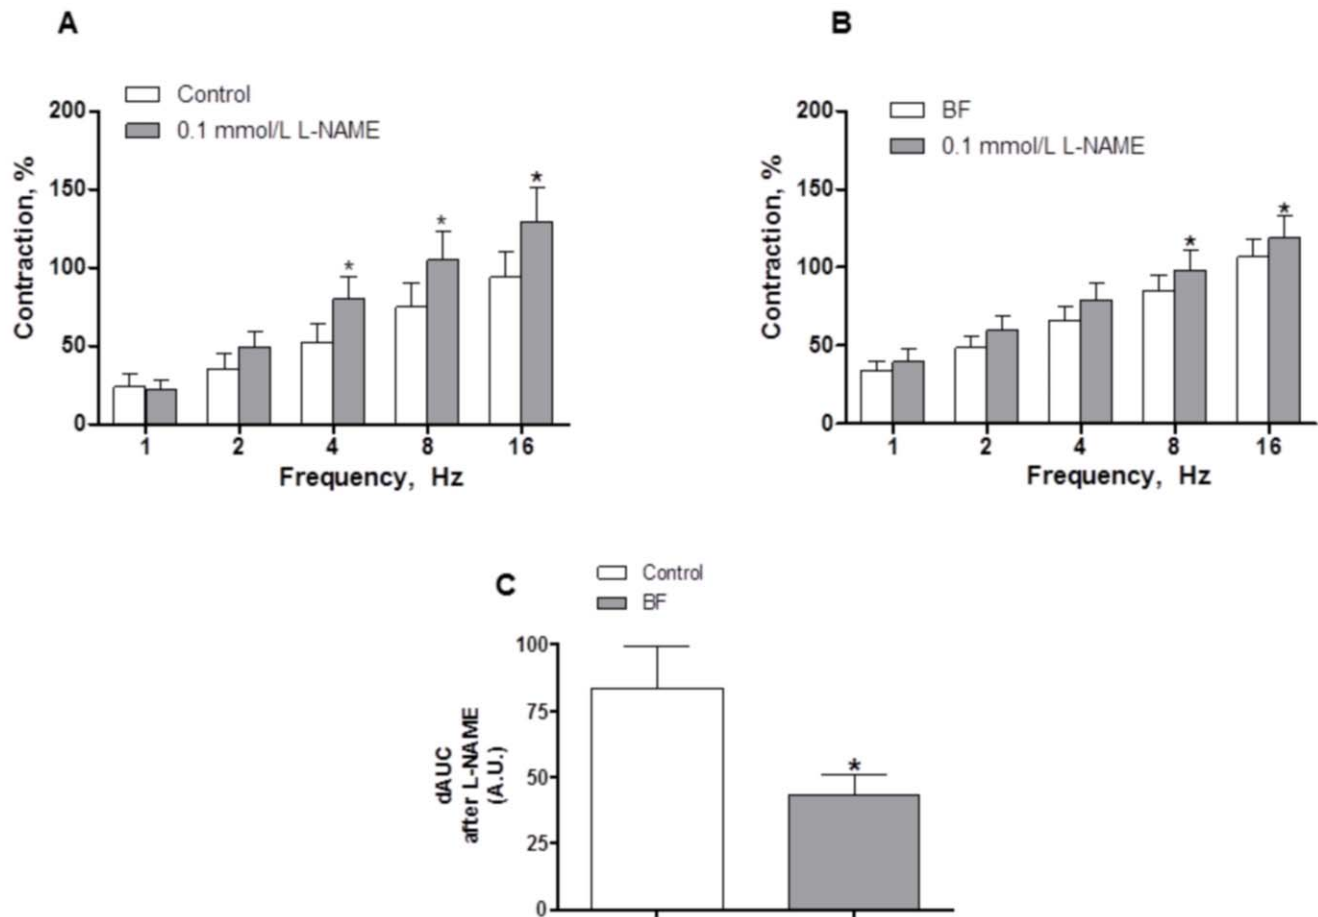 A
Control
0.1 mmol/L L-NAME
200
150
100
50
0
Contraction, %
* * *
1 2 4 8 16
Frequency, Hz
B
BF
0.1 mmol/L L-NAME
200
150
100
50
0
Contraction, %
* *
1 2 4 8 16
Frequency, Hz
C
Control
BF
100
75
50
25
0
dAUC
after L-NAME
(A.U.)
*